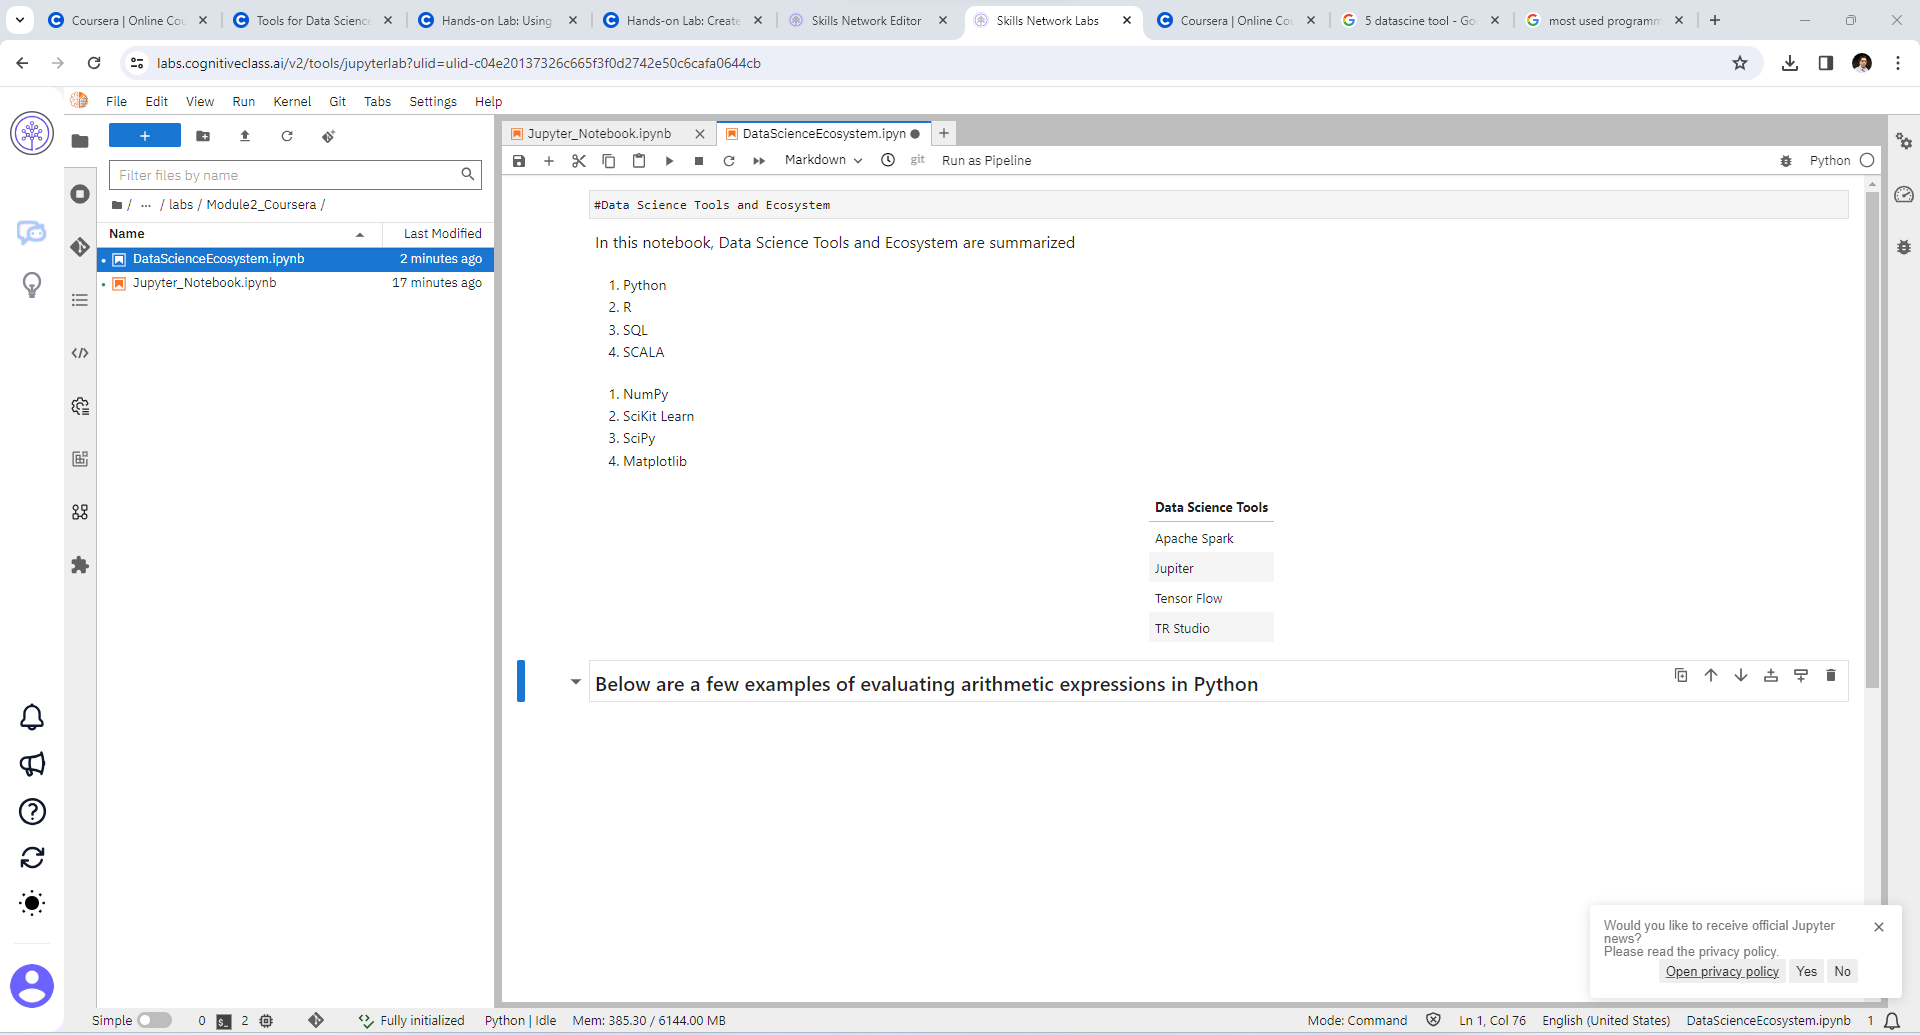 Coursera | Online Cou
Tools for Data Science
Hands-on Lab: Using
Hands-on Lab: Create
Skills Network Editor
Skills Network Labs
Coursera | Online Cou
5 datascine tool - Goo
most used programm
labs.cognitiveclass.ai/v2/tools/jupyterlab?ulid=ulid-c04e20137326c665f3f0d2742e50c6cafa0644cb
File Edit View Run Kernel Git Tabs Settings Help
Filter files by name
/ ... / labs / Module2_Coursera /
Name Last Modified
DataScienceEcosystem.ipynb 2 minutes ago
Jupyter_Notebook.ipynb 17 minutes ago
Jupyter_Notebook.ipynb
DataScienceEcosystem.ipyn
Markdown git Run as Pipeline Python
#Data Science Tools and Ecosystem
In this notebook, Data Science Tools and Ecosystem are summarized
1. Python
2. R
3. SQL
4. SCALA
1. NumPy
2. SciKit Learn
3. SciPy
4. Matplotlib
Data Science Tools
Apache Spark
Jupiter
Tensor Flow
TR Studio
Below are a few examples of evaluating arithmetic expressions in Python
Would you like to receive official Jupyter
news?
Please read the privacy policy.
Open privacy policy Yes No
Simple 0 2 Fully initialized Python | Idle Mem: 385.30 / 6144.00 MB Mode: Command Ln 1, Col 76 English (United States) DataScienceEcosystem.ipynb 1